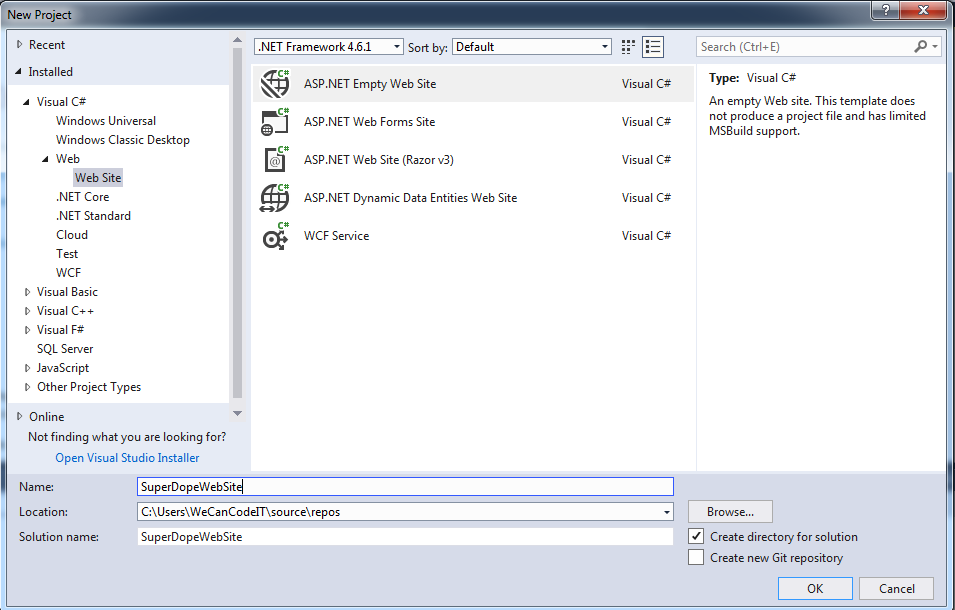 New Project
?
Recent
Installed
Visual C#
Windows Universal
Windows Classic Desktop
Web
Web Site
.NET Core
.NET Standard
Cloud
Test
WCF
Visual Basic
Visual C++
Visual F#
SQL Server
JavaScript
Other Project Types
Online
Not finding what you are looking for?
Open Visual Studio Installer
.NET Framework 4.6.1 Sort by: Default
C# ASP.NET Empty Web Site Visual C#
C# ASP.NET Web Forms Site Visual C#
C# @ ASP.NET Web Site (Razor v3) Visual C#
C# ASP.NET Dynamic Data Entities Web Site Visual C#
C# WCF Service Visual C#
Search (Ctrl+E)
Type: Visual C#
An empty Web site. This template does
not produce a project file and has limited
MSBuild support.
Name: SuperDopeWebSite
Location: C:\Users\WeCanCodeIT\source\repos Browse...
Solution name: SuperDopeWebSite
Create directory for solution
Create new Git repository
OK Cancel